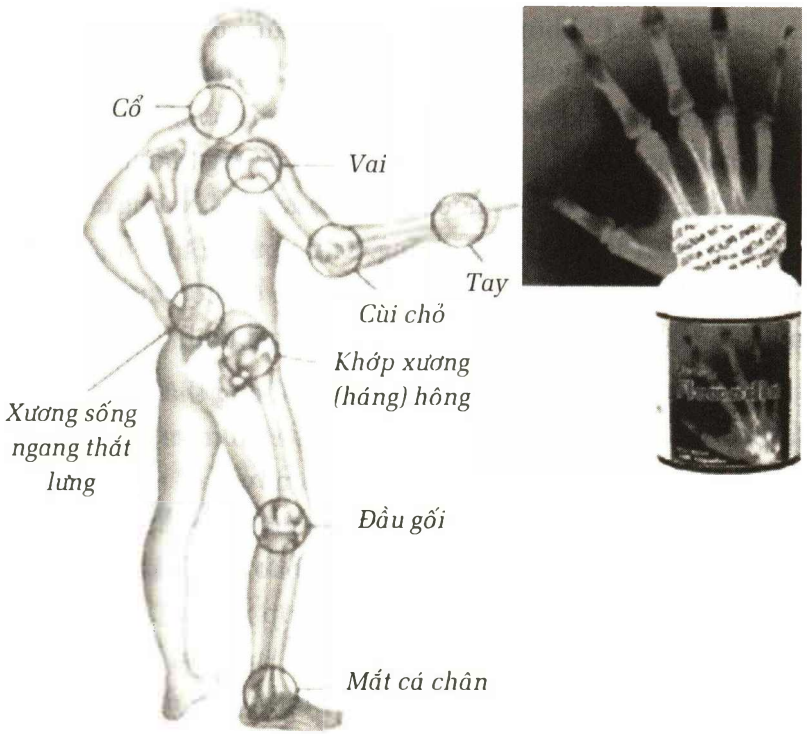 Cổ
Vai
Tay
Cùi chỏ
Khớp xương
(háng) hông
Xương sống
ngang thắt
lưng
Đầu gối
Mắt cá chân